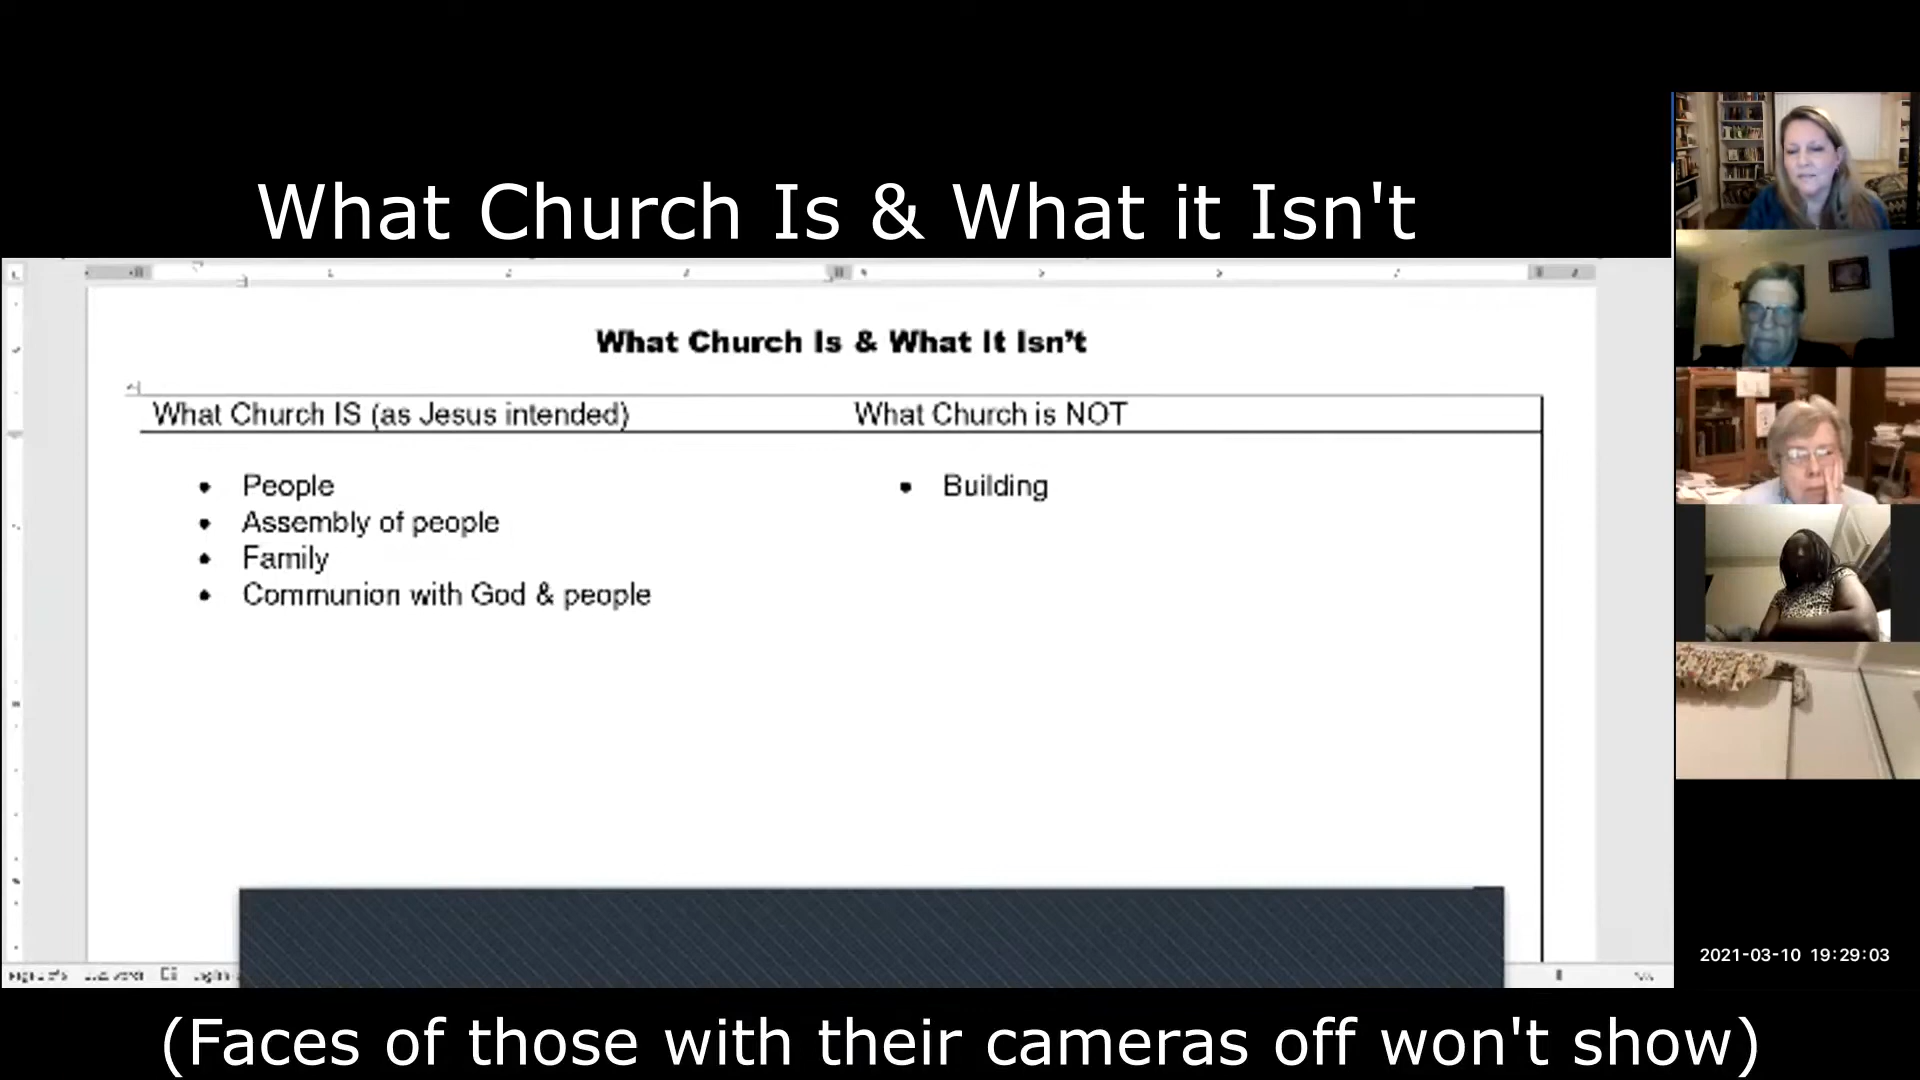 What Church Is & What it Isn't
What Church Is & What It Isn’t
What Church IS (as Jesus intended)
What Church is NOT
• People
• Assembly of people
• Family
• Communion with God & people
• Building
2021-03-10 19:29:03
(Faces of those with their cameras off won't show)